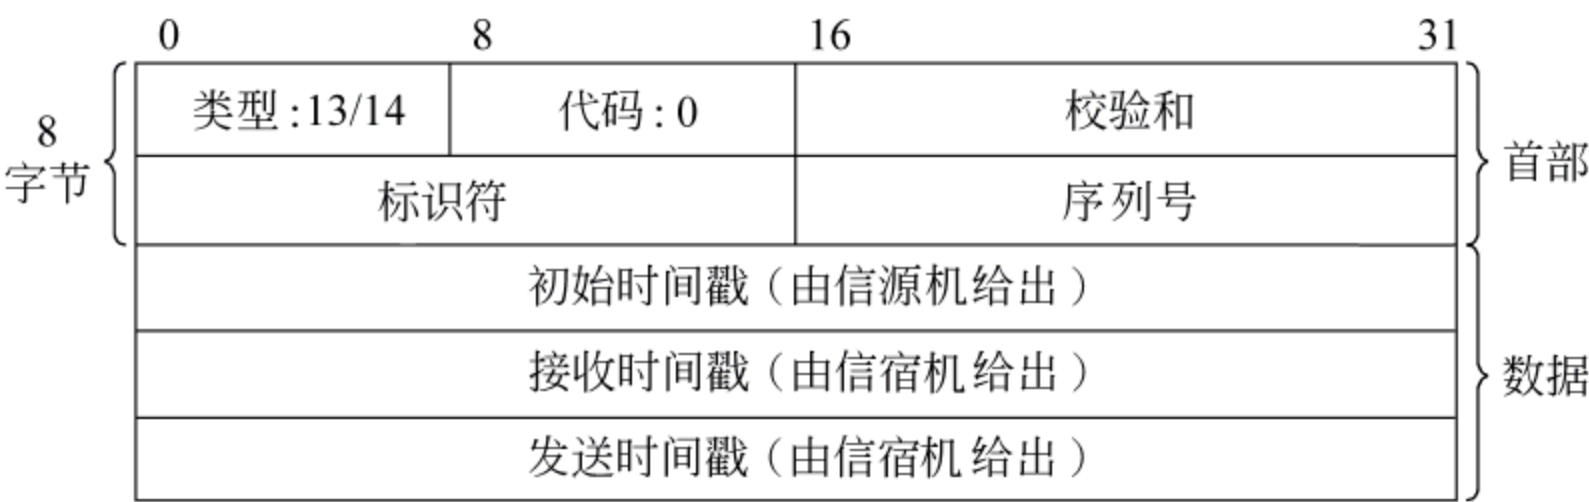 0 8 16 31
类型:13/14 代码:0 校验和
8
字节
首部
标识符 序列号
初始时间戳（由信源机给出）
接收时间戳（由信宿机给出）
数据
发送时间戳（由信宿机给出）